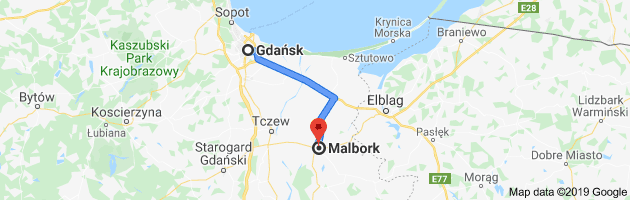 Sopot
Gdańsk
Kaszubski
Park
Krajobrazowy
Krynica
Morska
Sztutowo
E28
Braniewo
Bytów
Kościerzyna
Łubiana
Tczew
Elbląg
Lidzbark
Warmiński
Starogard
Gdański
Malbork
Pasłęk
Dobre Miasto
E77
Morąg
Map data ©2019 Google